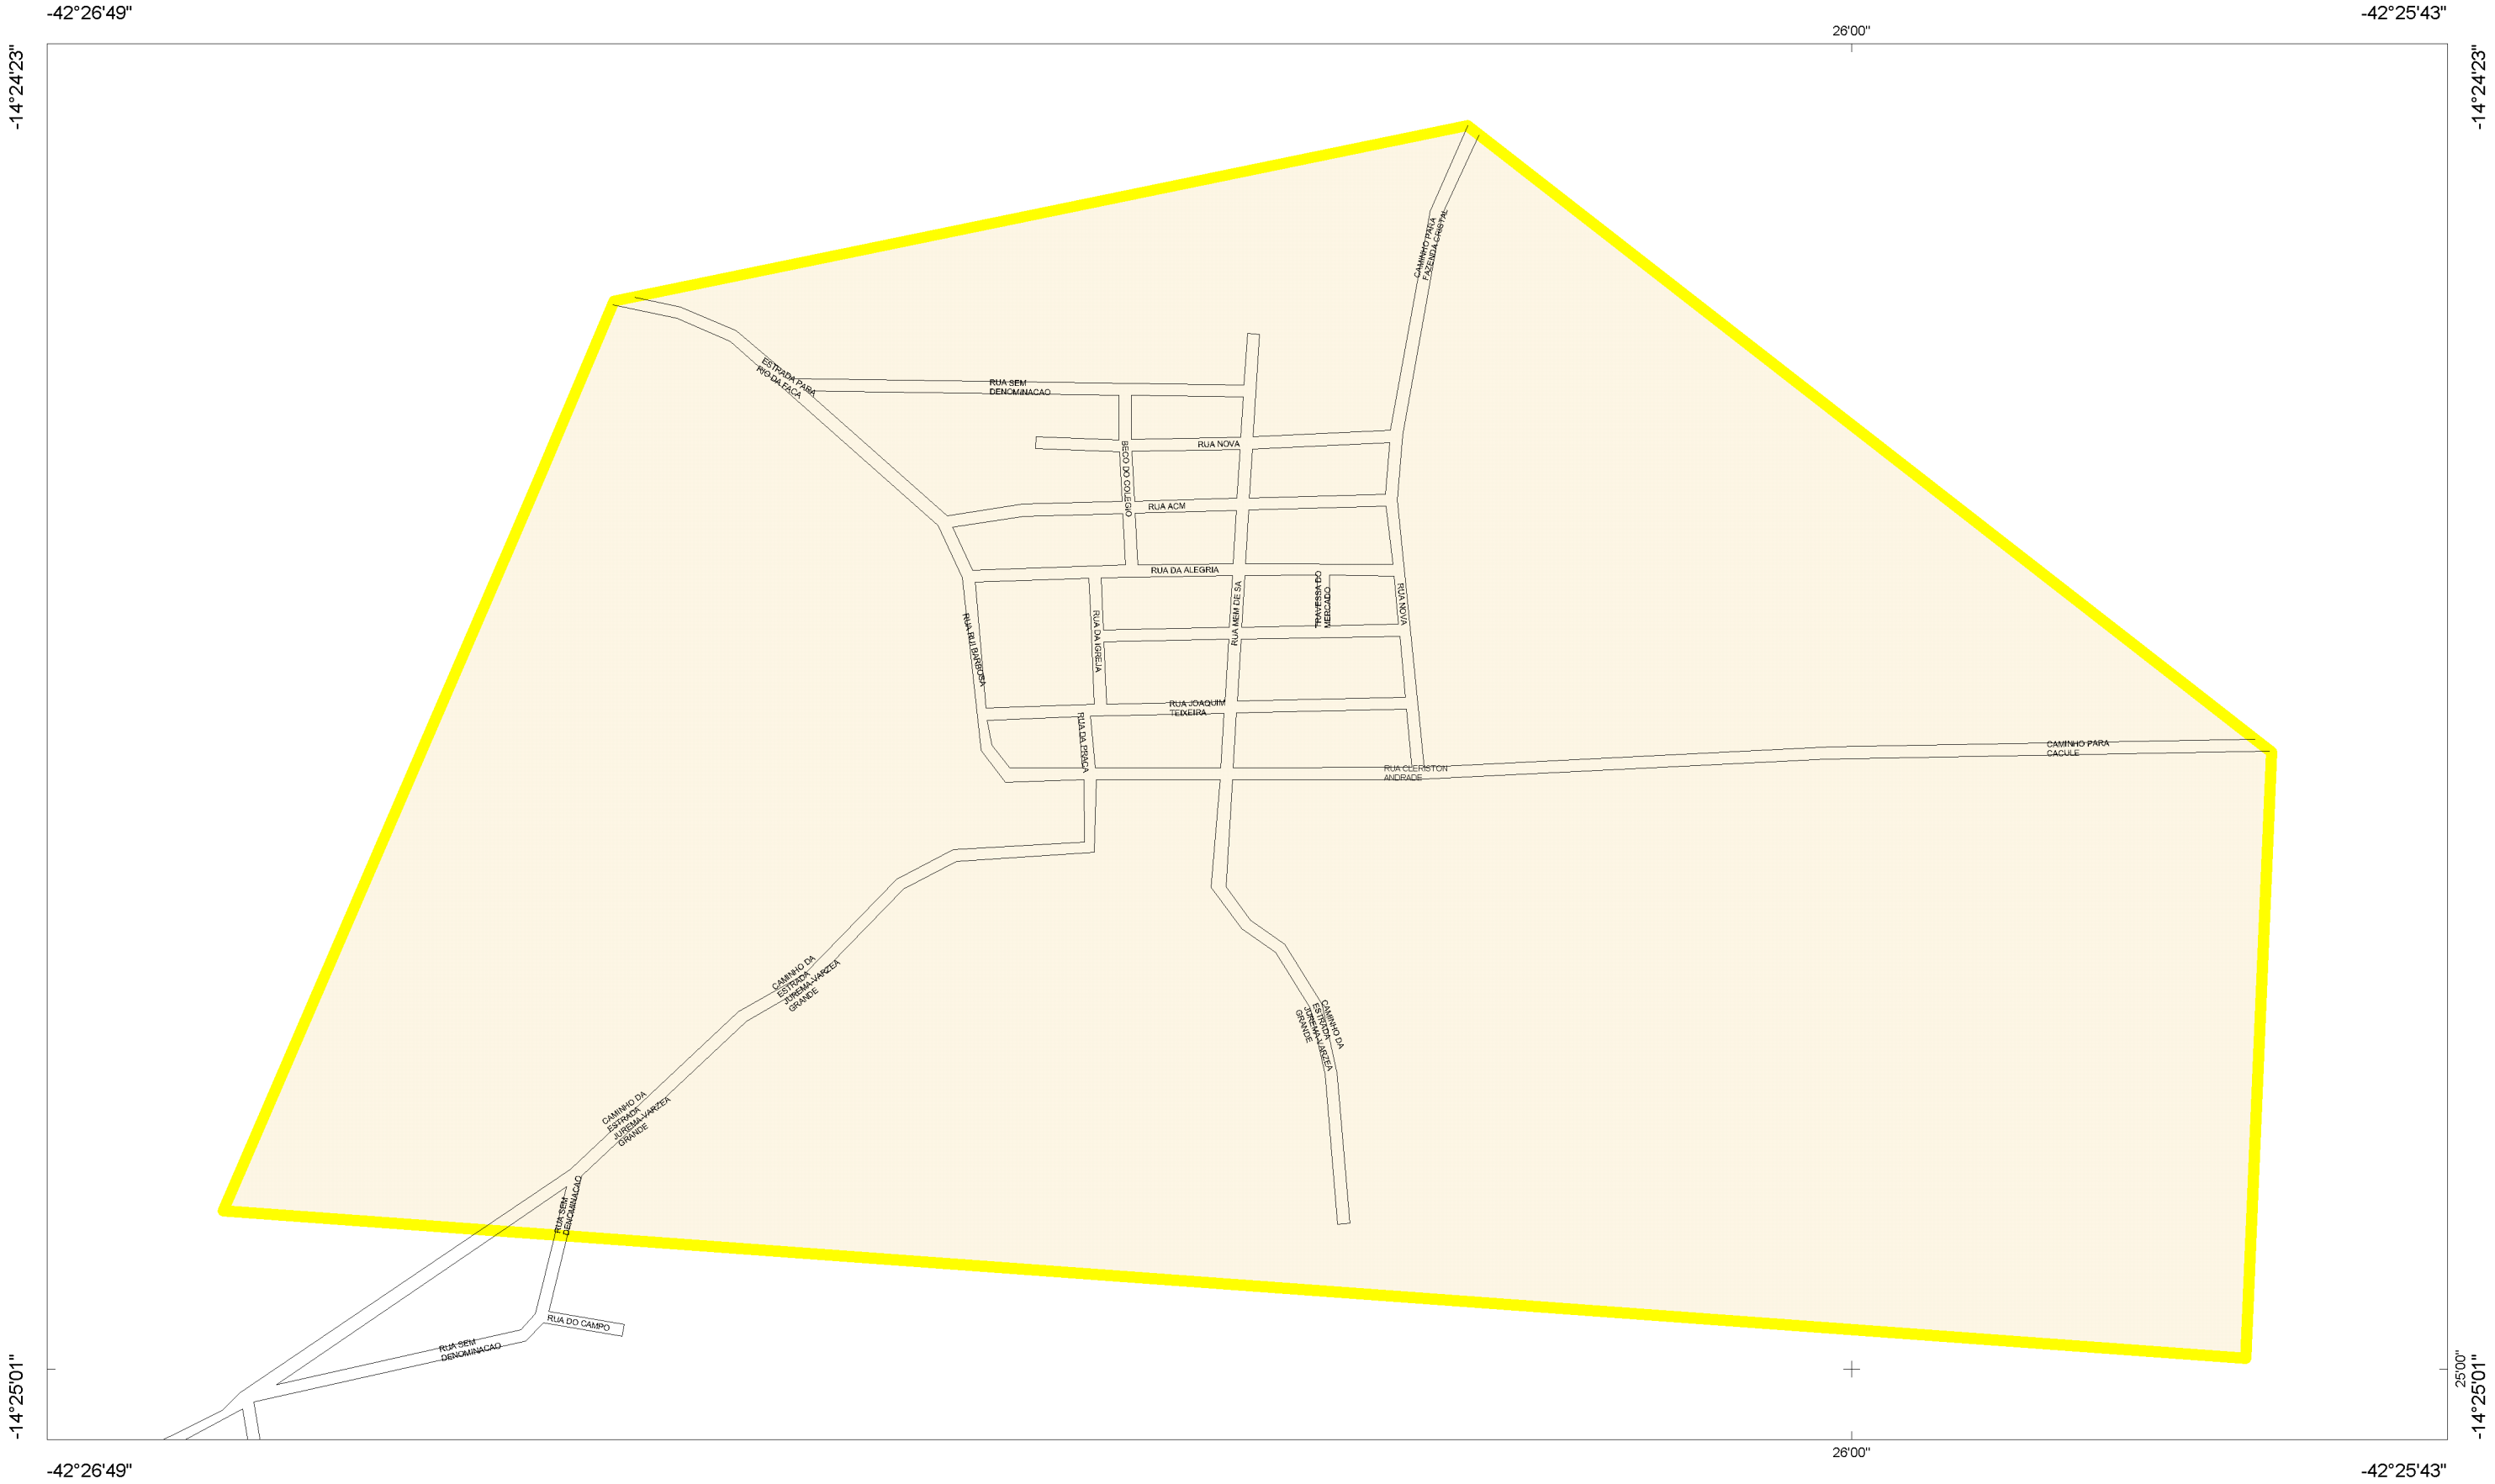 -42°26'49"
-42°25'43"
26'00"
-14°24'23"
-14°24'23"
CAMINHO PARA
FAZENDA CRISTAL
ESTRADA PARA
RIO DA FACA
RUA SEM
DENOMINACAO
RUA NOVA
BECO DO COLEGIO
RUA ACM
RUA DA ALEGRIA
TRAVESSA DO
MERCADO
RUA MEM DE SA
RUA NOVA
RUA DA IGREJA
RUA RUI BARBOSA
RUA JOAQUIM
TEIXEIRA
RUA DA PRACA
CAMINHO PARA
CACULE
RUA CLERISTON
ANDRADE
CAMINHO DA
ESTRADA
JUREMA-VARZEA
GRANDE
CAMINHO DA
ESTRADA
JUREMA-VARZEA
GRANDE
CAMINHO DA
ESTRADA
JUREMA-VARZEA
GRANDE
RUA SEM
DENOMINACAO
RUA DO CAMPO
RUA SEM
DENOMINACAO
25'00"
-14°25'01"
-14°25'01"
26'00"
-42°26'49"
-42°25'43"